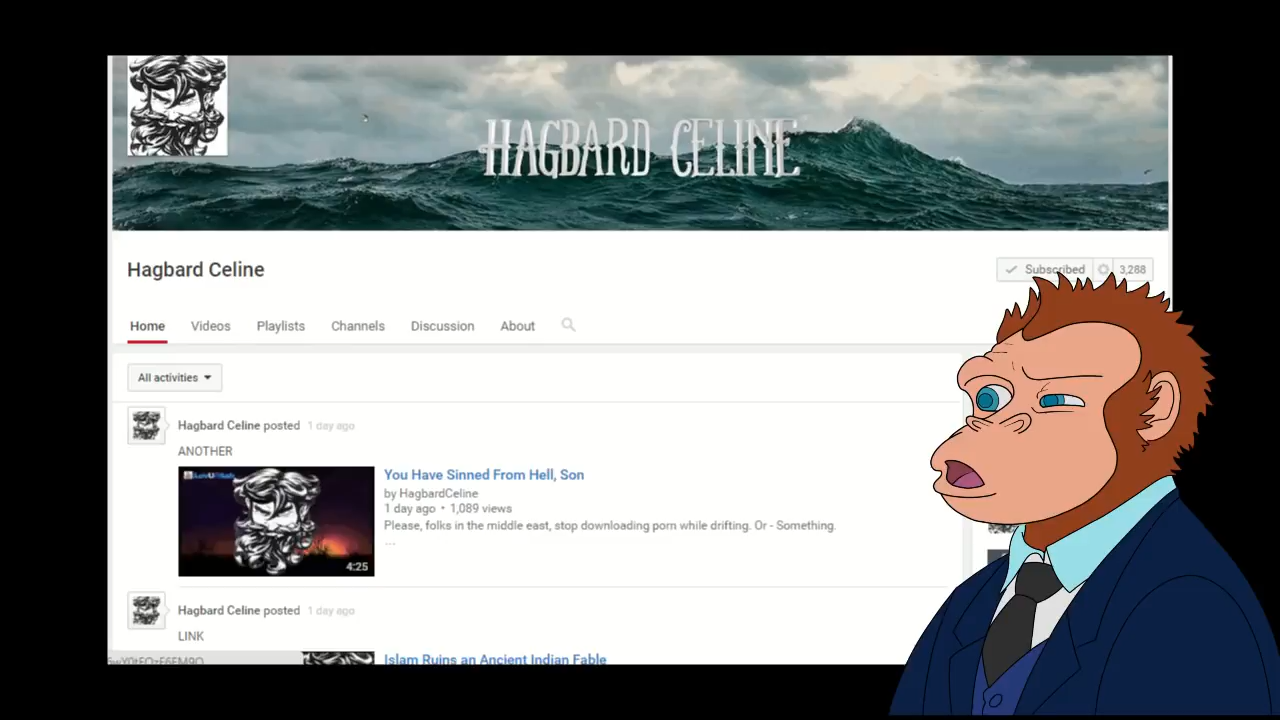 HAGBARD CELINE
Hagbard Celine
Subscribed 3,288
Home Videos Playlists Channels Discussion About
All activities
Hagbard Celine posted 1 day ago
ANOTHER
You Have Sinned From Hell, Son
by HagbardCeline
1 day ago • 1,089 views
Please, folks in the middle east, stop downloading porn while drifting. Or - Something.
...
4:25
Hagbard Celine posted 1 day ago
LINK
Islam Ruins an Ancient Indian Fable